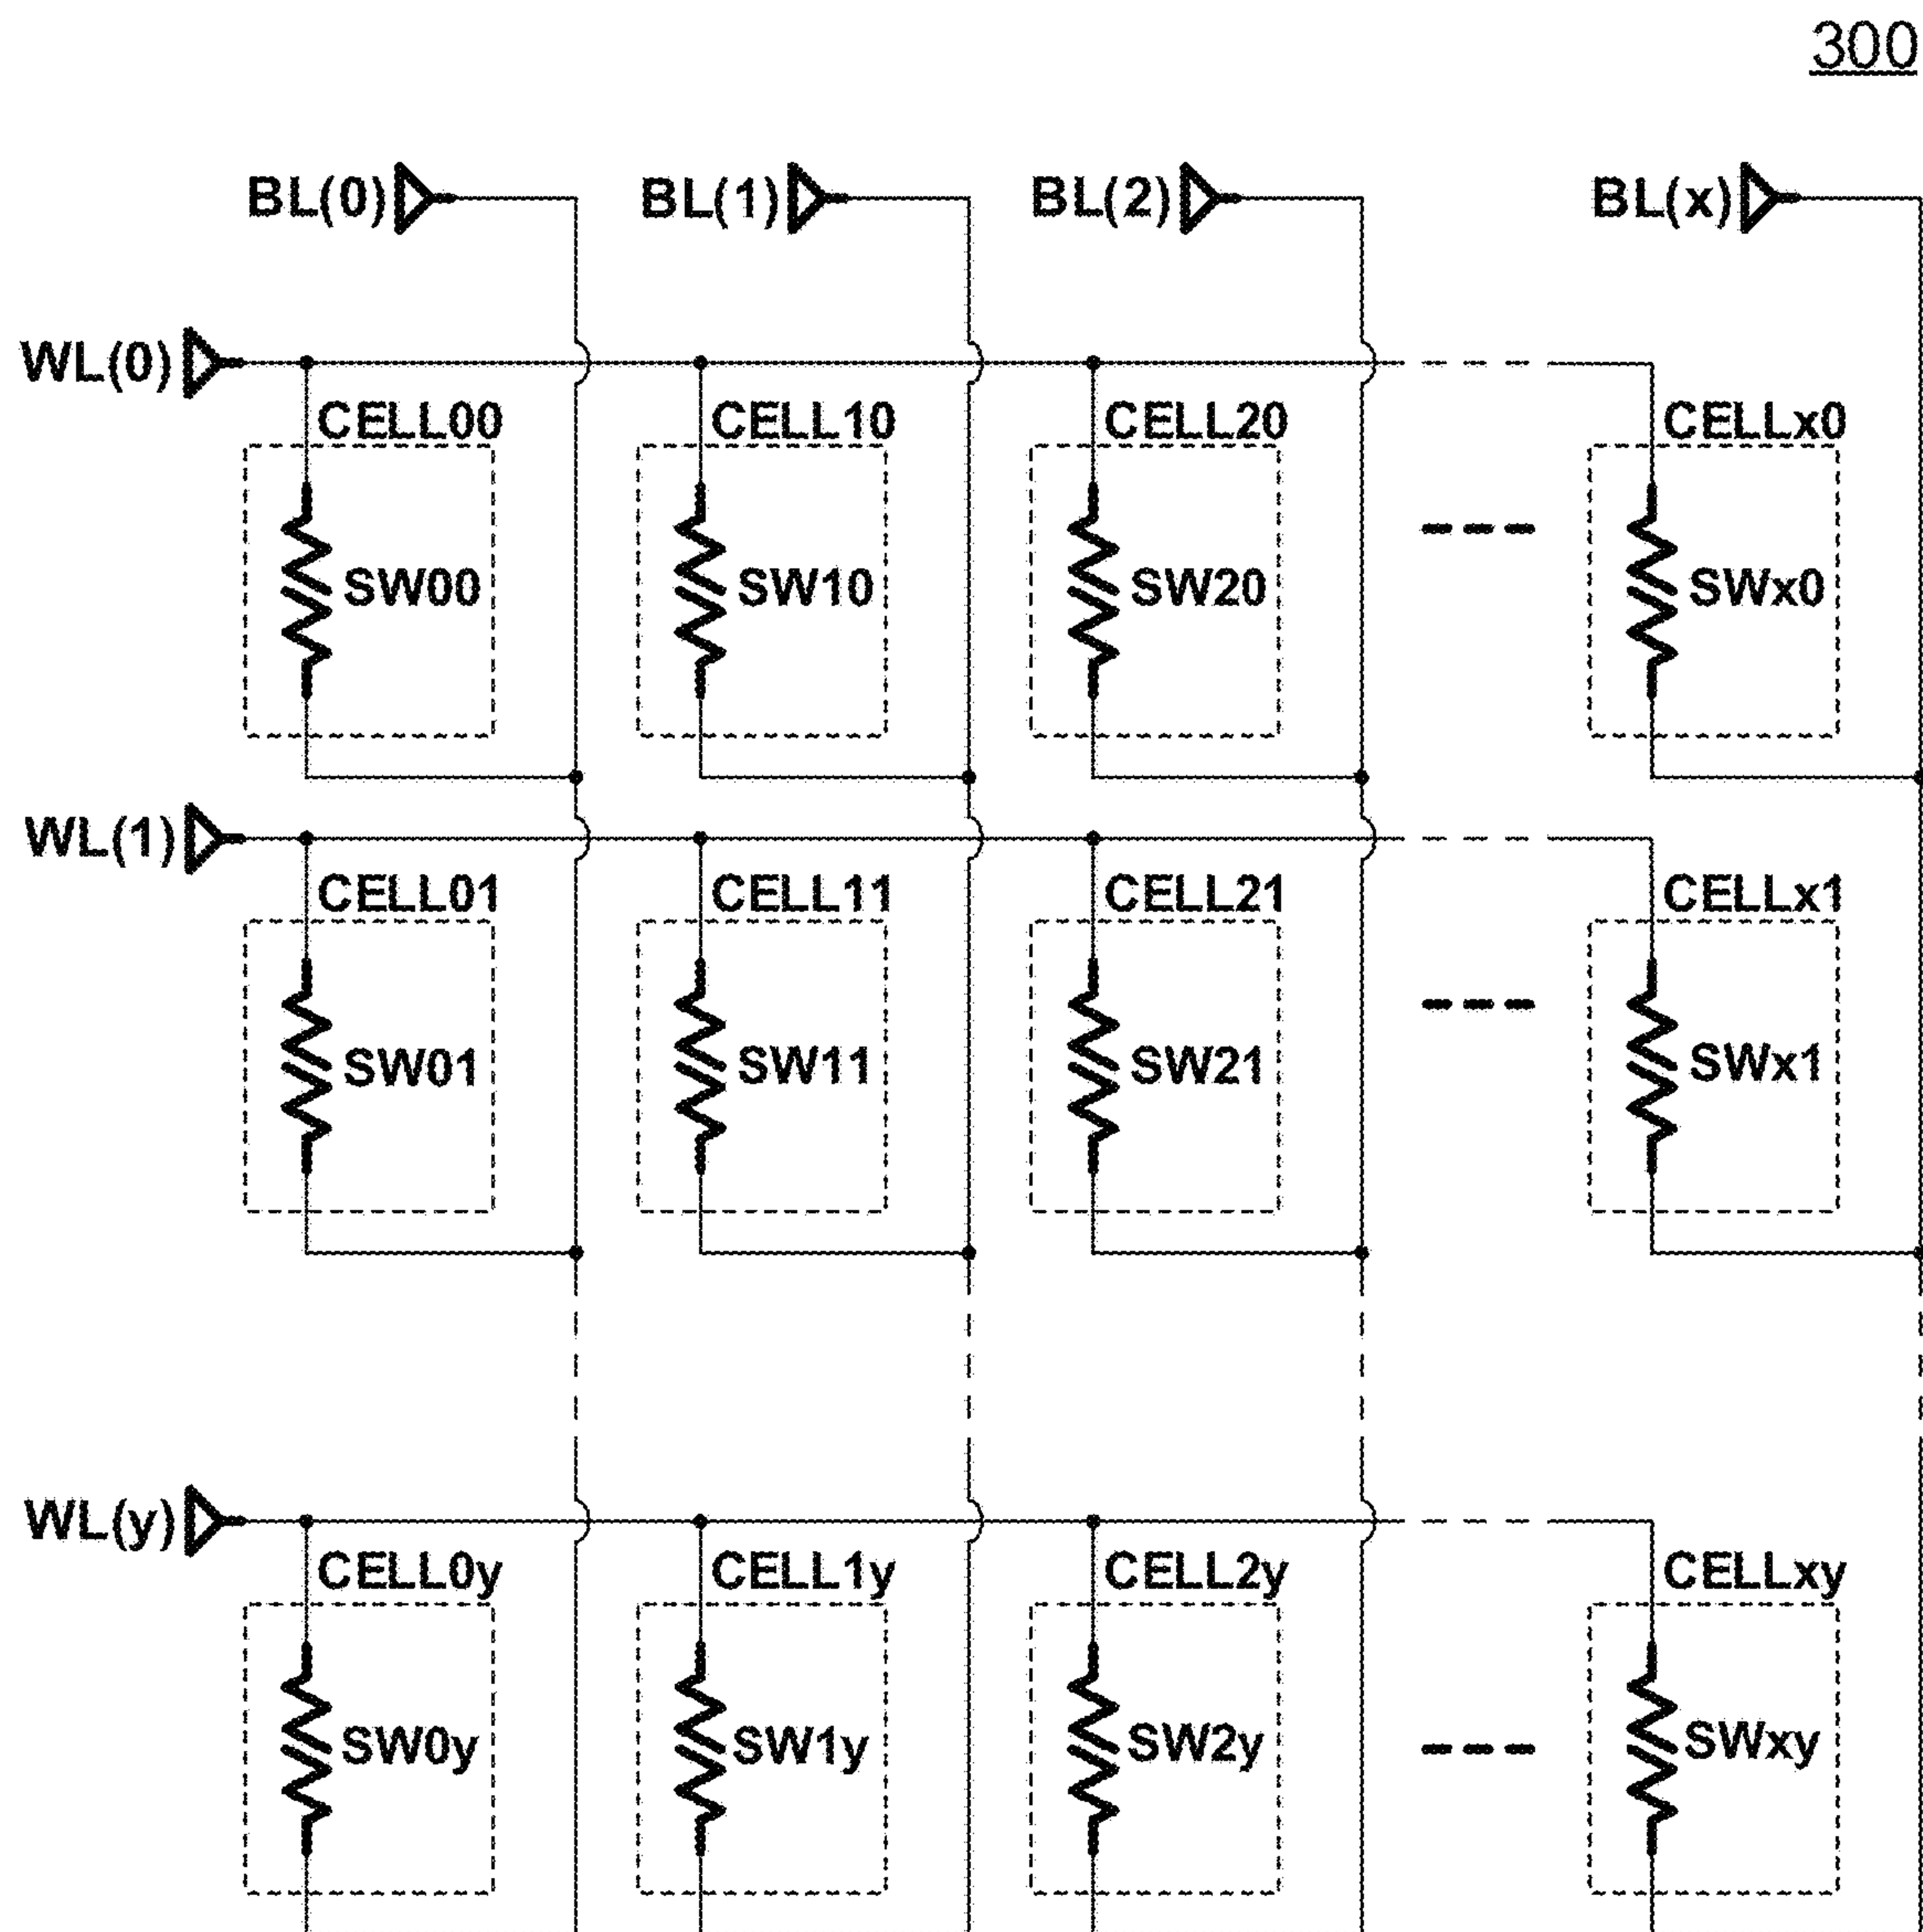 300
BL(0) BL(1) BL(2) BL(x)
WL(0)
CELL00 CELL10 CELL20 CELLx0
SW00 SW10 SW20 SWx0
WL(1)
CELL01 CELL11 CELL21 CELLx1
SW01 SW11 SW21 SWx1
WL(y)
CELL0y CELL1y CELL2y CELLxy
SW0y SW1y SW2y SWxy